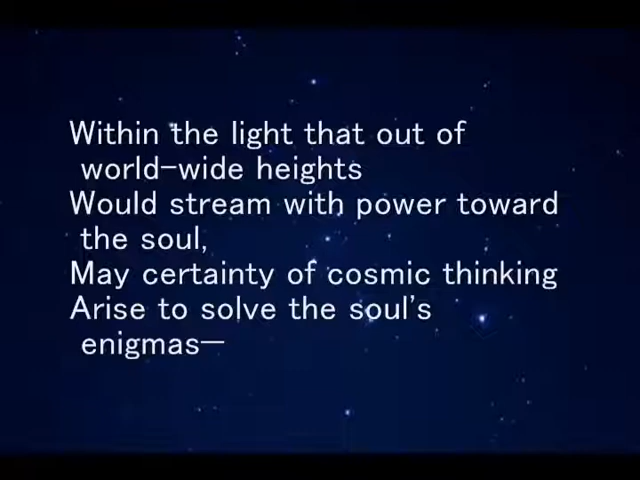 Within the light that out of
world-wide heights
Would stream with power toward
the soul,
May certainty of cosmic thinking
Arise to solve the soul's
enigmas—